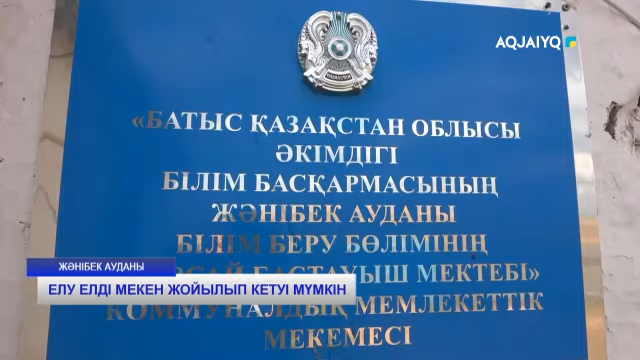 AQJAIYQ
«БАТЫС ҚАЗАҚСТАН ОБЛЫСЫ
ӘКІМДІГІ
БІЛІМ БАСҚАРМАСЫНЫҢ
ЖӘНІБЕК АУДАНЫ
БІЛІМ БЕРУ БӨЛІМІНІҢ
БАСТАУЫШ МЕКТЕБІ»
КОММУНАЛДЫҚ МЕМЛЕКЕТТІК
МЕКЕМЕСІ
ЖӘНІБЕК АУДАНЫ
ЕЛУ ЕЛДІ МЕКЕН ЖОЙЫЛЫП КЕТУІ МҮМКІН